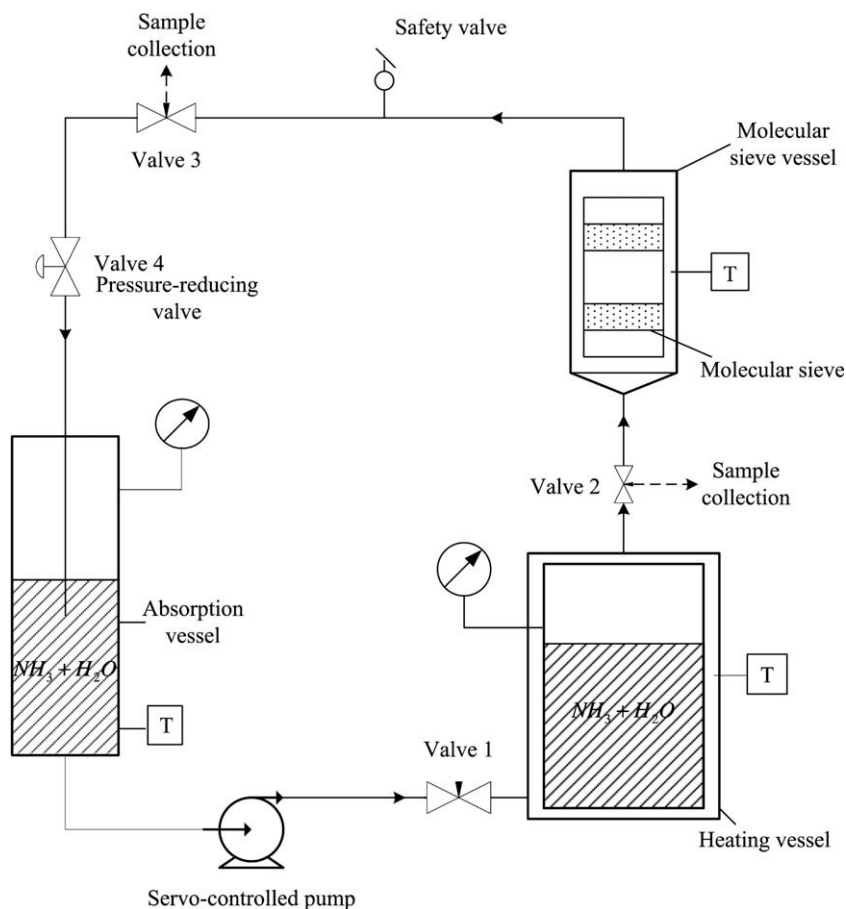 Sample
collection
Safety valve
Valve 3
Molecular
sieve vessel
Valve 4
Pressure-reducing
valve
T
Molecular sieve
Valve 2
Sample
collection
Absorption
vessel
NH₃ + H₂O
T
NH₃ + H₂O
T
Valve 1
Heating vessel
Servo-controlled pump